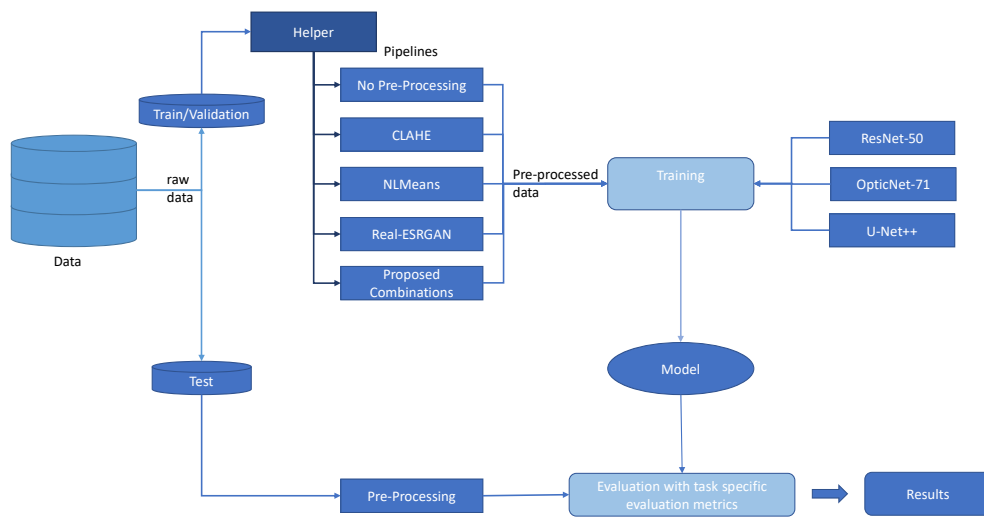 Helper
Pipelines
No Pre-Processing
Train/Validation
CLAHE
ResNet-50
raw
data
NLMeans
Pre-processed
data
Training
OpticNet-71
Real-ESRGAN
U-Net++
Data
Proposed
Combinations
Test
Model
Pre-Processing
Evaluation with task specific
evaluation metrics
Results